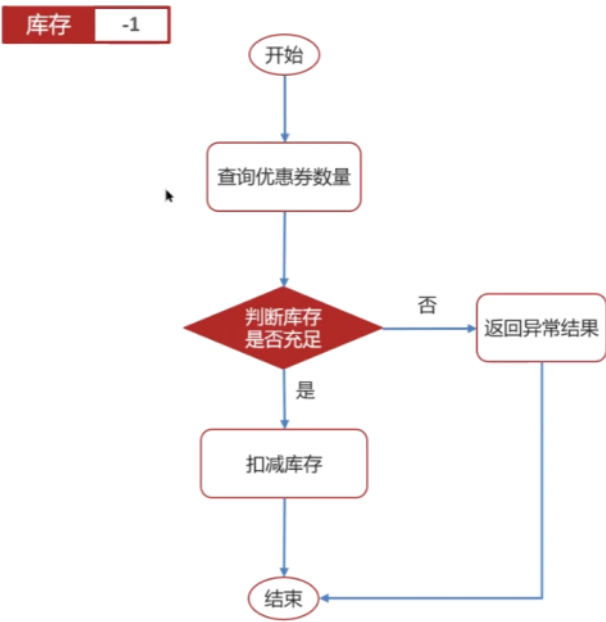 库存 -1
开始
查询优惠券数量
判断库存
是否充足
否
返回异常结果
是
扣减库存
结束